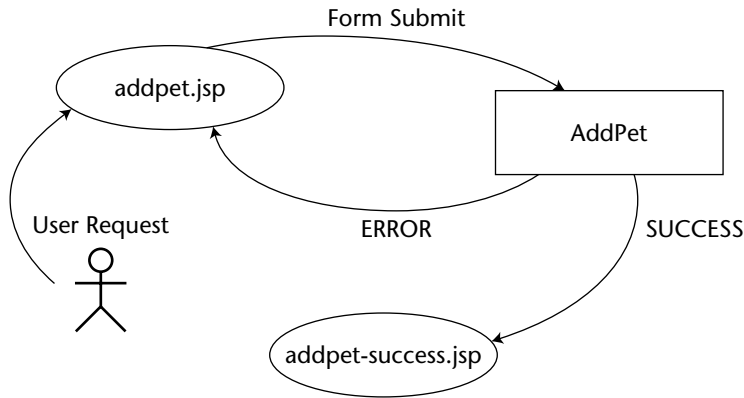 Form Submit
addpet.jsp
AddPet
User Request
ERROR
SUCCESS
addpet-success.jsp